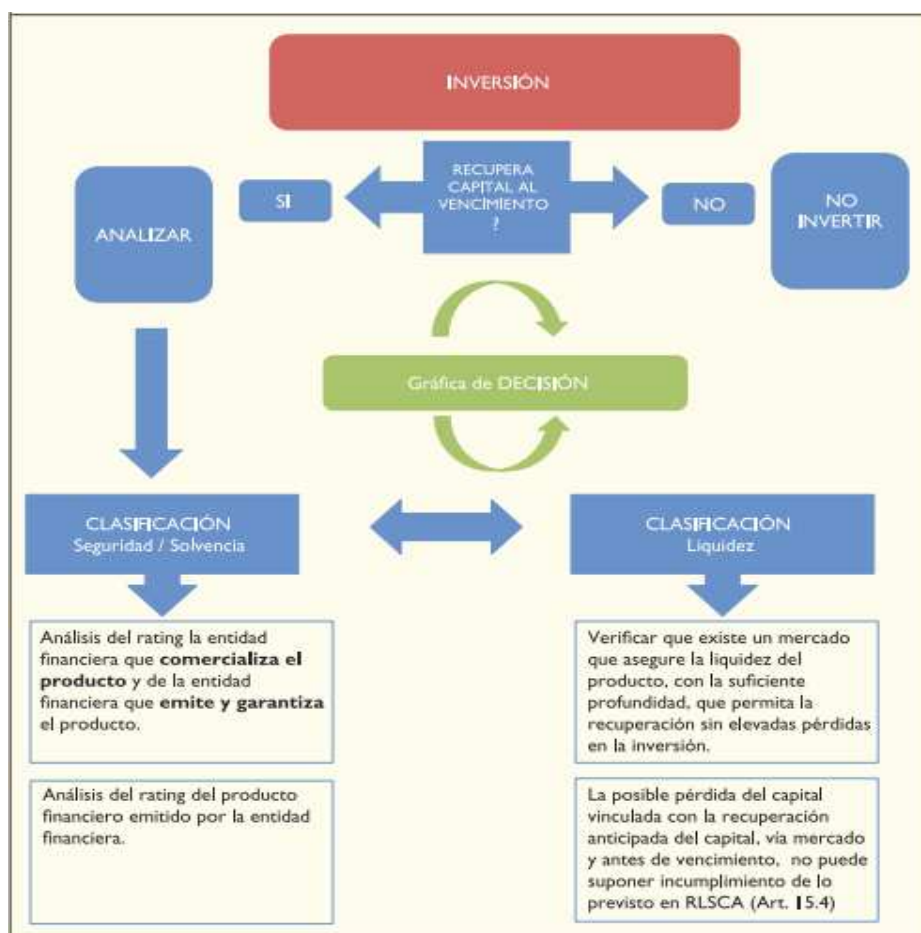 INVERSIÓN
RECUPERA
CAPITAL AL
VENCIMIENTO
?
SI
NO
ANALIZAR
NO
INVERTIR
Gráfica de DECISIÓN
CLASIFICACIÓN
Seguridad / Solvencia
CLASIFICACIÓN
Liquidez
Análisis del rating la entidad
financiera que comercializa el
producto y de la entidad
financiera que emite y garantiza
el producto.
Verificar que existe un mercado
que asegure la liquidez del
producto, con la suficiente
profundidad, que permita la
recuperación sin elevadas pérdidas
en la inversión.
Análisis del rating del producto
financiero emitido por la entidad
financiera.
La posible pérdida del capital
vinculada con la recuperación
anticipada del capital, vía mercado
y antes de vencimiento, no puede
suponer incumplimiento de lo
previsto en RLSCA (Art. 15.4)